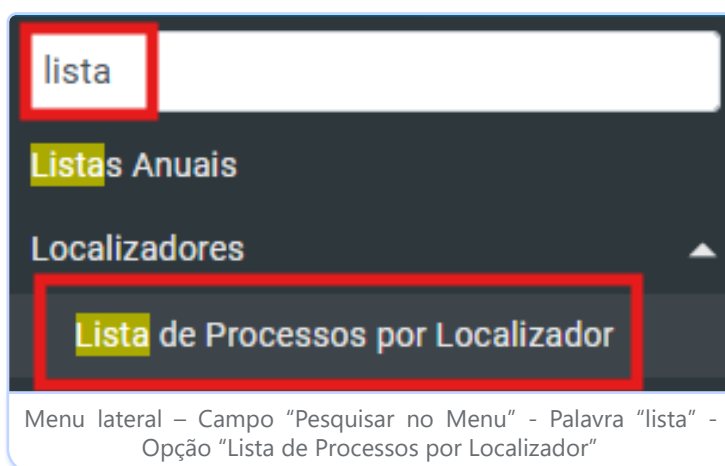 lista
Listas Anuais
Localizadores
Lista de Processos por Localizador
Menu lateral – Campo “Pesquisar no Menu” - Palavra “lista” -
Opção “Lista de Processos por Localizador”